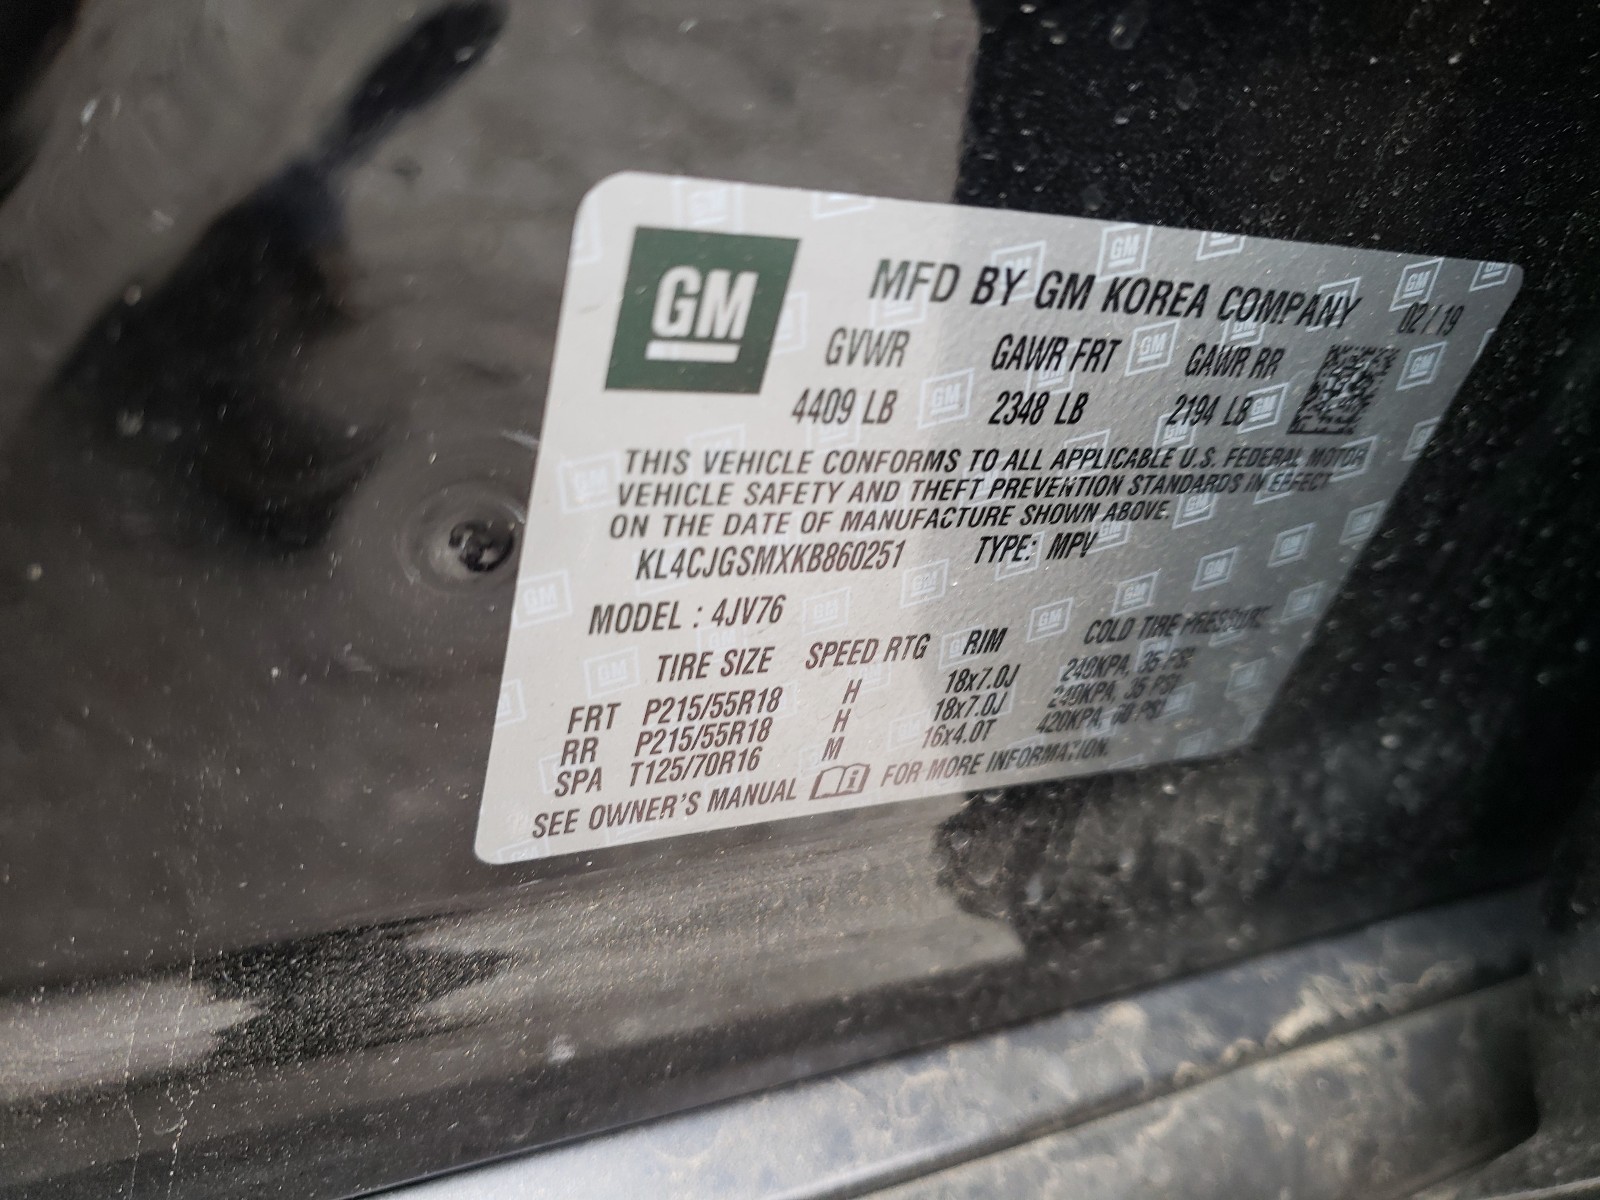 GM
MFD BY GM KOREA COMPANY 02/19
GVWR GAWR FRT GAWR RR
4409 LB 2348 LB 2194 LB
THIS VEHICLE CONFORMS TO ALL APPLICABLE U.S. FEDERAL MOTOR
VEHICLE SAFETY AND THEFT PREVENTION STANDARDS IN EFFECT
ON THE DATE OF MANUFACTURE SHOWN ABOVE.
KL4CJGSMXKB860251 TYPE: MPV
MODEL : 4JV76
TIRE SIZE SPEED RTG RIM COLD TIRE PRESSURE
FRT P215/55R18 H 18x7.0J 240KPA, 35 PSI
RR P215/55R18 H 18x7.0J 240KPA, 35 PSI
SPA T125/70R16 M 16x4.0T 420KPA, 60 PSI
SEE OWNER'S MANUAL FOR MORE INFORMATION.